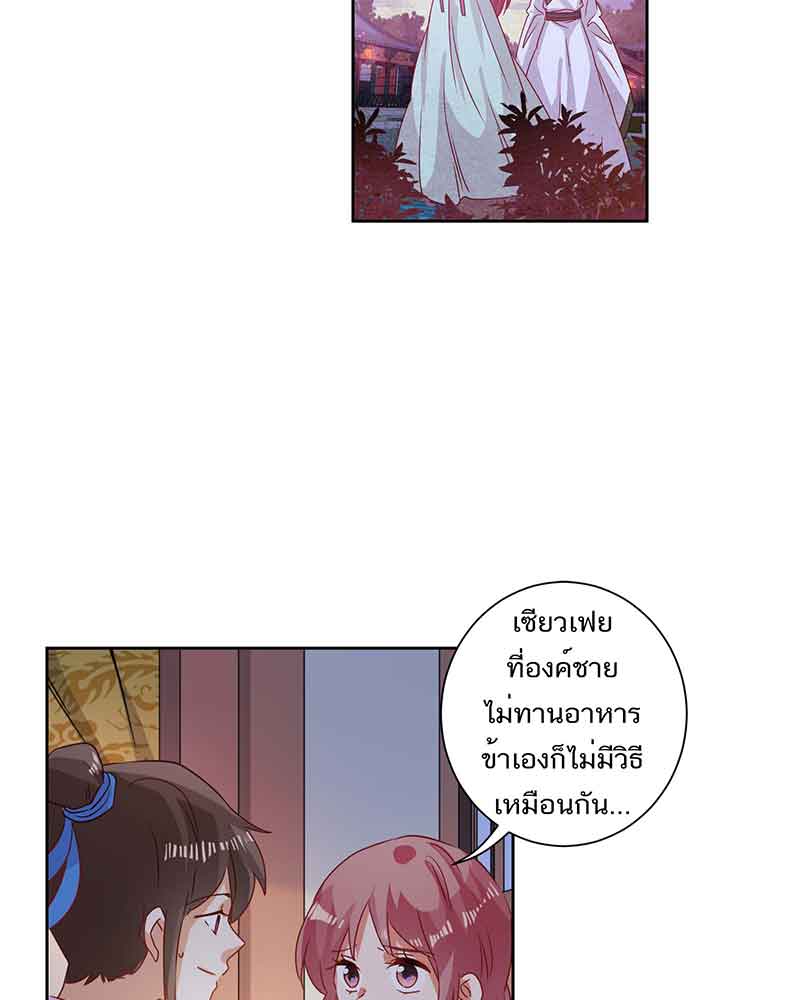 เซียวเฟย
ที่องค์ชาย
ไม่ทานอาหาร
ข้าเองก็ไม่มีวิธี
เหมือนกัน...